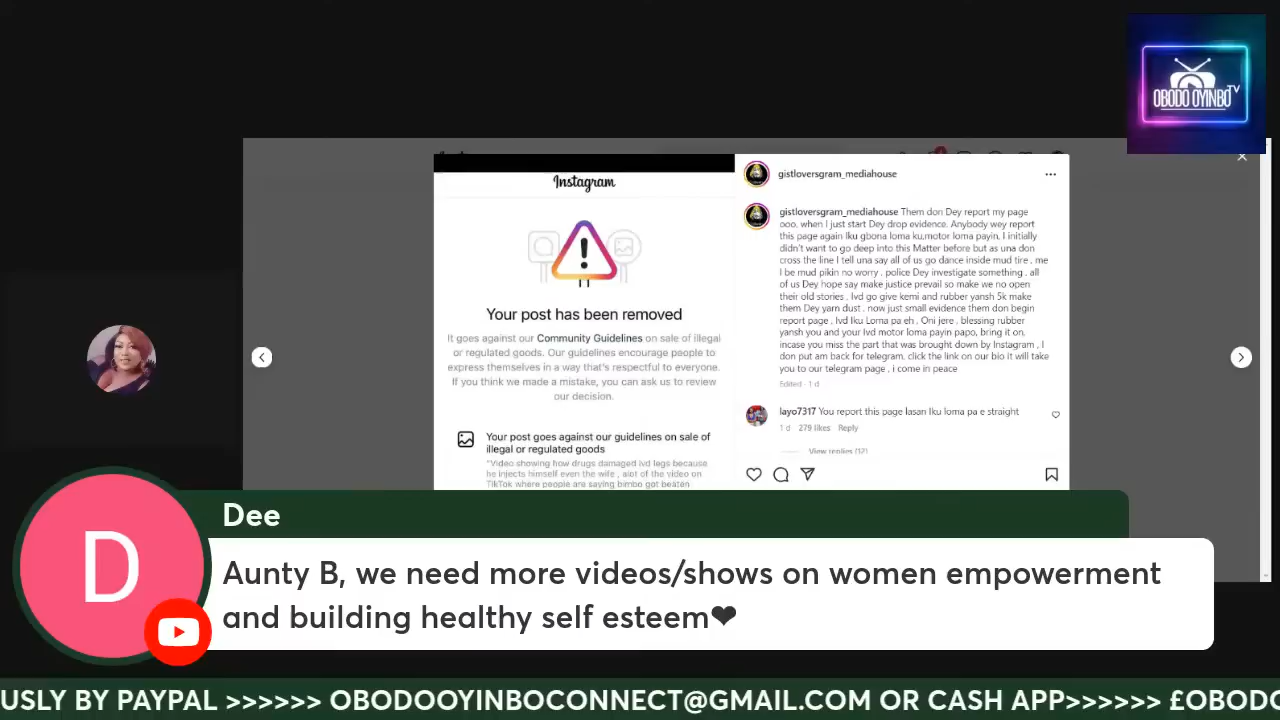 OBODO OYINBO TV
Instagram
Your post has been removed
It goes against our Community Guidelines on sale of illegal
or regulated goods. Our guidelines encourage people to
express themselves in a way that's respectful to everyone.
If you think we made a mistake, you can ask us to review
our decision.
Your post goes against our guidelines on sale of
illegal or regulated goods
"Video showing how drugs damaged ivd legs because
he injects himself even the wife , alot of the video on
TikTok where people are saying bimbo got beaten
gistloversgram_mediahouse
gistloversgram_mediahouse Them don Dey report my page
ooo, when I just start Dey drop evidence. Anybody wey report
this page again Iku gbona loma ku,motor loma payin. I initially
didn't want to go deep into this Matter before but as una don
cross the line I tell una say all of us go dance inside mud tire , me
I be mud pikin no worry , police Dey investigate something , all
of us Dey hope say make justice prevail so make we no open
their old stories , Ivd go give kemi and rubber yansh 5k make
them Dey yarn dust , now just small evidence them don begin
report page , Ivd Iku Loma pa eh , Oni jere , blessing rubber
yansh you and your Ivd motor loma payin papo, bring it on,
incase you miss the part that was brought down by Instagram , I
don put am back for telegram. click the link on our bio it will take
you to our telegram page , i come in peace
Edited · 1 d
layo7317 You report this page lasan Iku loma pa e straight
1 d 279 likes Reply
View replies (12)
Dee
D
Aunty B, we need more videos/shows on women empowerment
and building healthy self esteem❤
USLY BY PAYPAL >>>>>> OBODOOYINBOCONNECT@GMAIL.COM OR CASH APP>>>>>> £OBODO